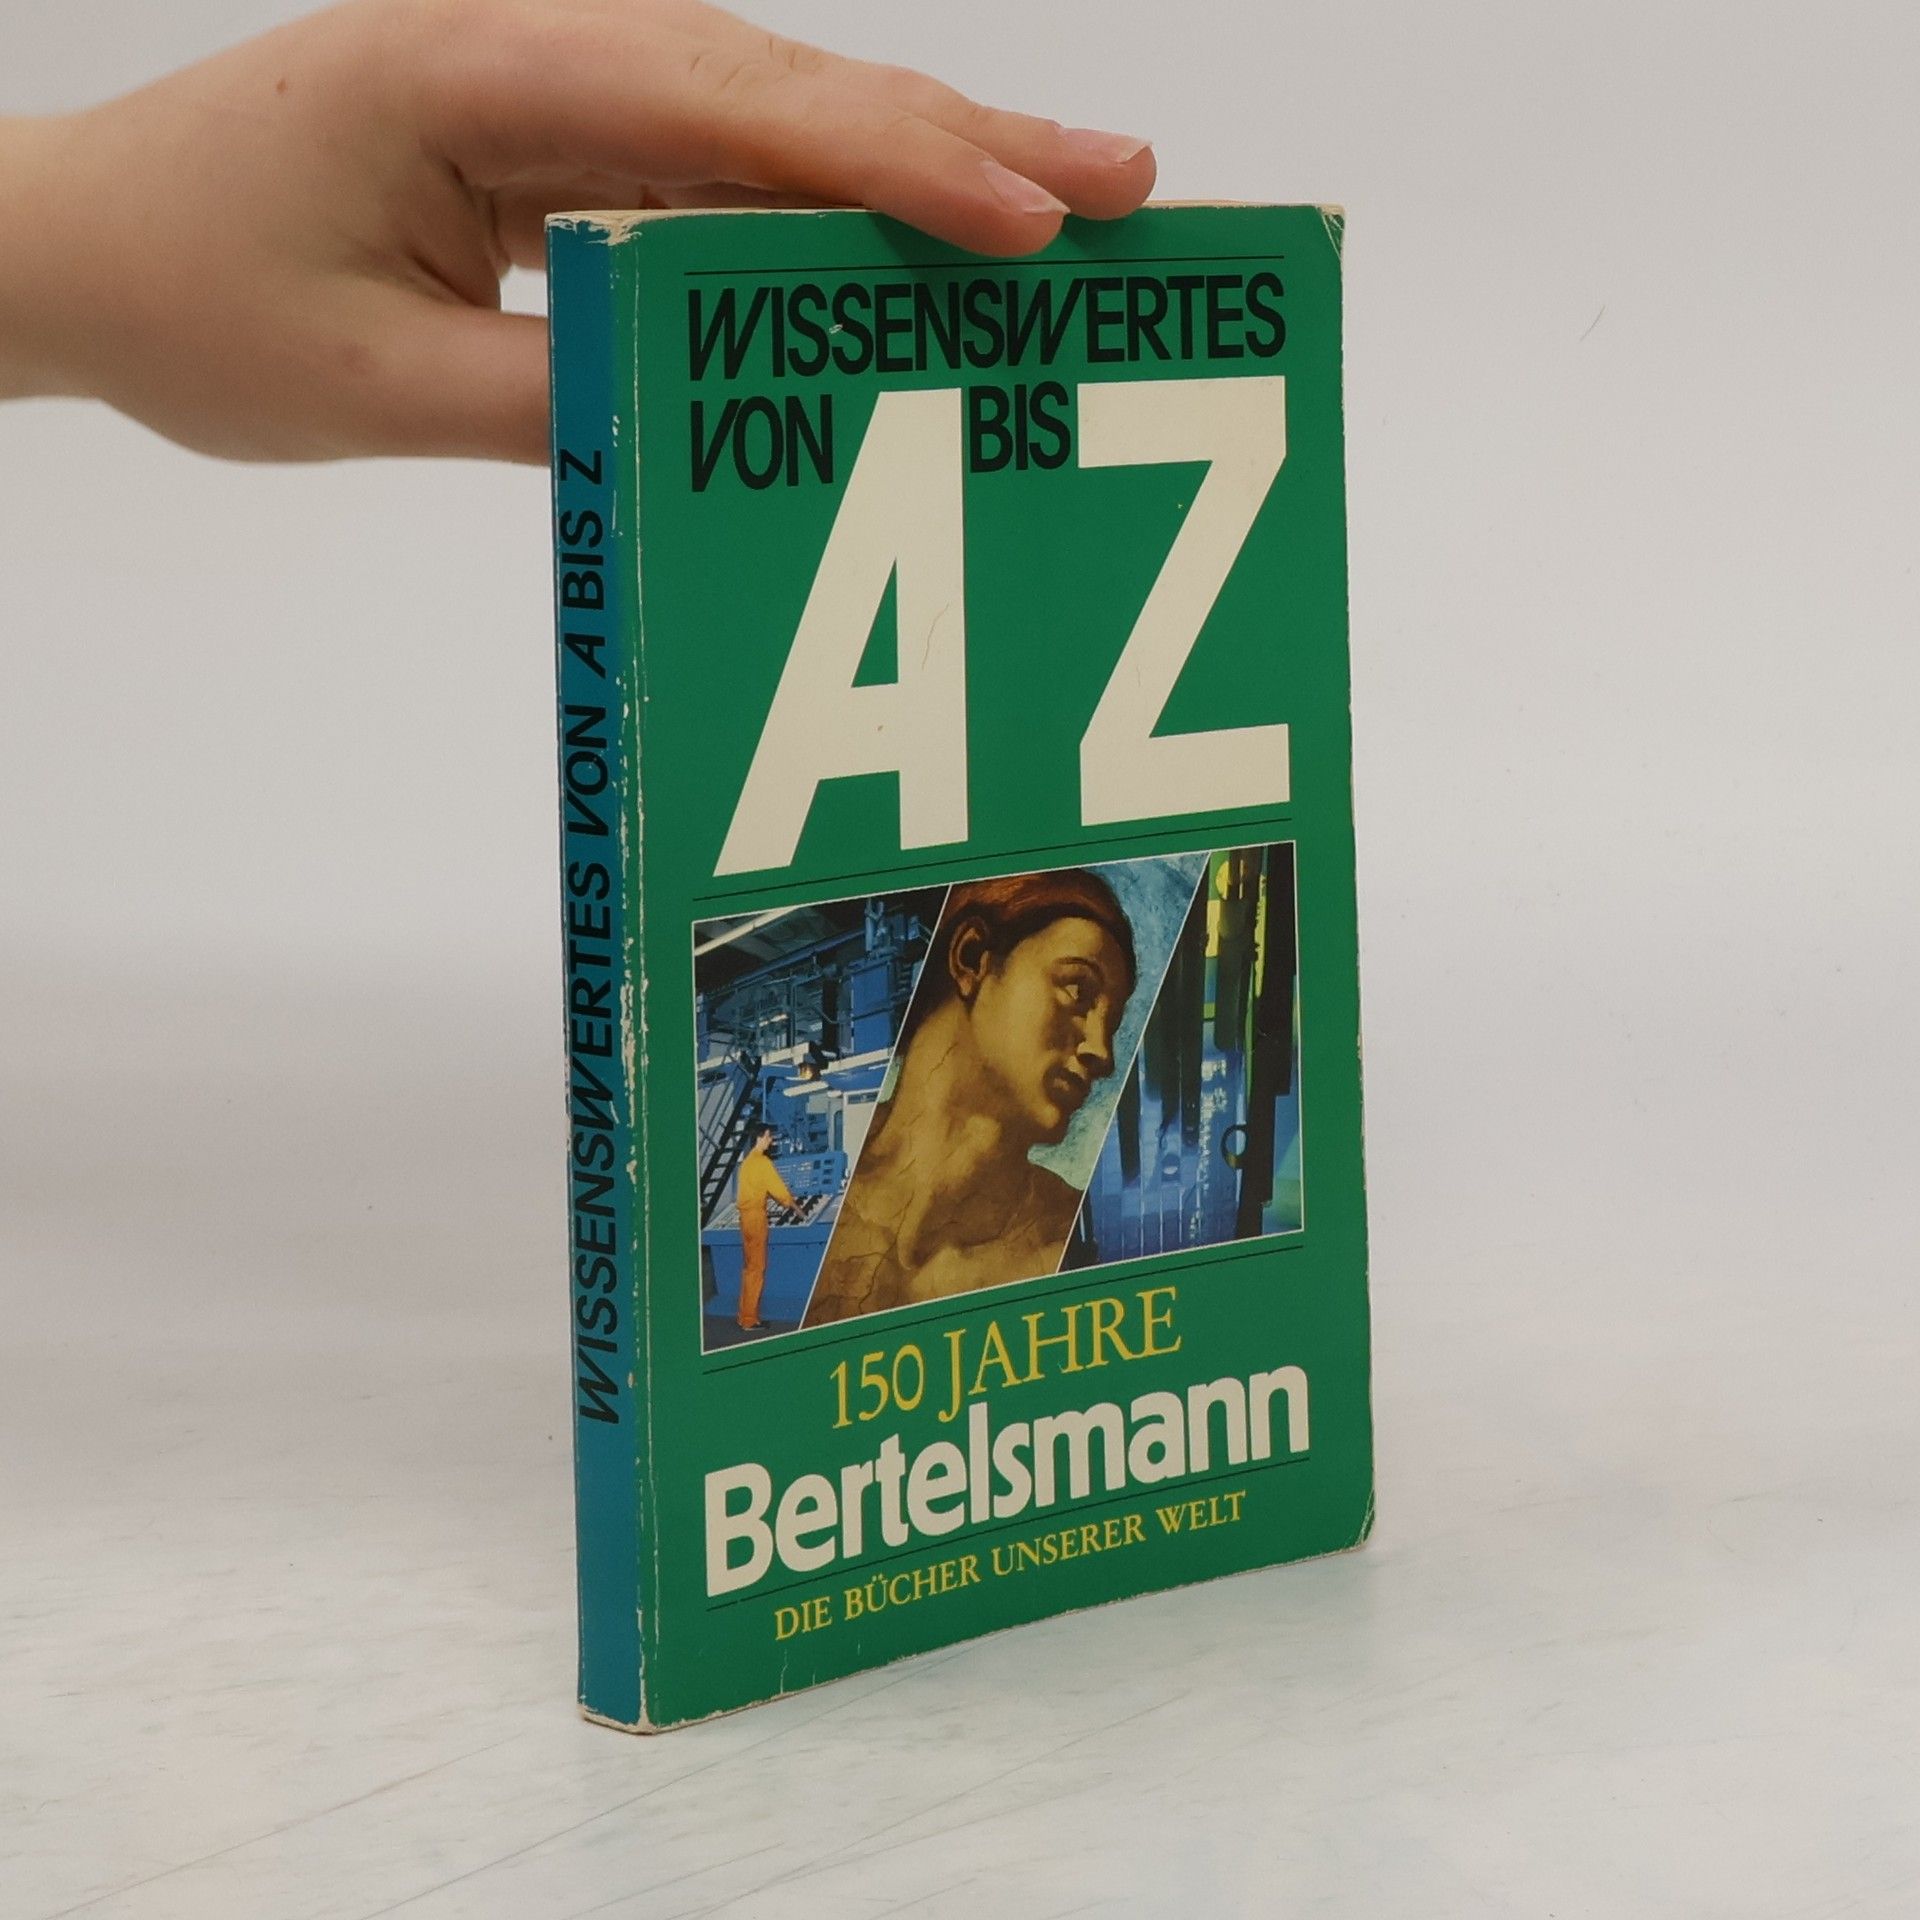 WISSENSWERTES
VON A BIS Z
150 JAHRE
Bertelsmann
DIE BÜCHER UNSERER WELT
WISSENSWERTES VON A BIS Z